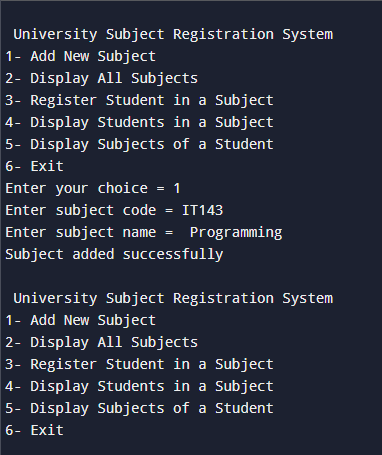 University Subject Registration System
1- Add New Subject
2- Display All Subjects
3- Register Student in a Subject
4- Display Students in a Subject
5- Display Subjects of a Student
6- Exit
Enter your choice = 1
Enter subject code = IT143
Enter subject name =  Programming
Subject added successfully

University Subject Registration System
1- Add New Subject
2- Display All Subjects
3- Register Student in a Subject
4- Display Students in a Subject
5- Display Subjects of a Student
6- Exit